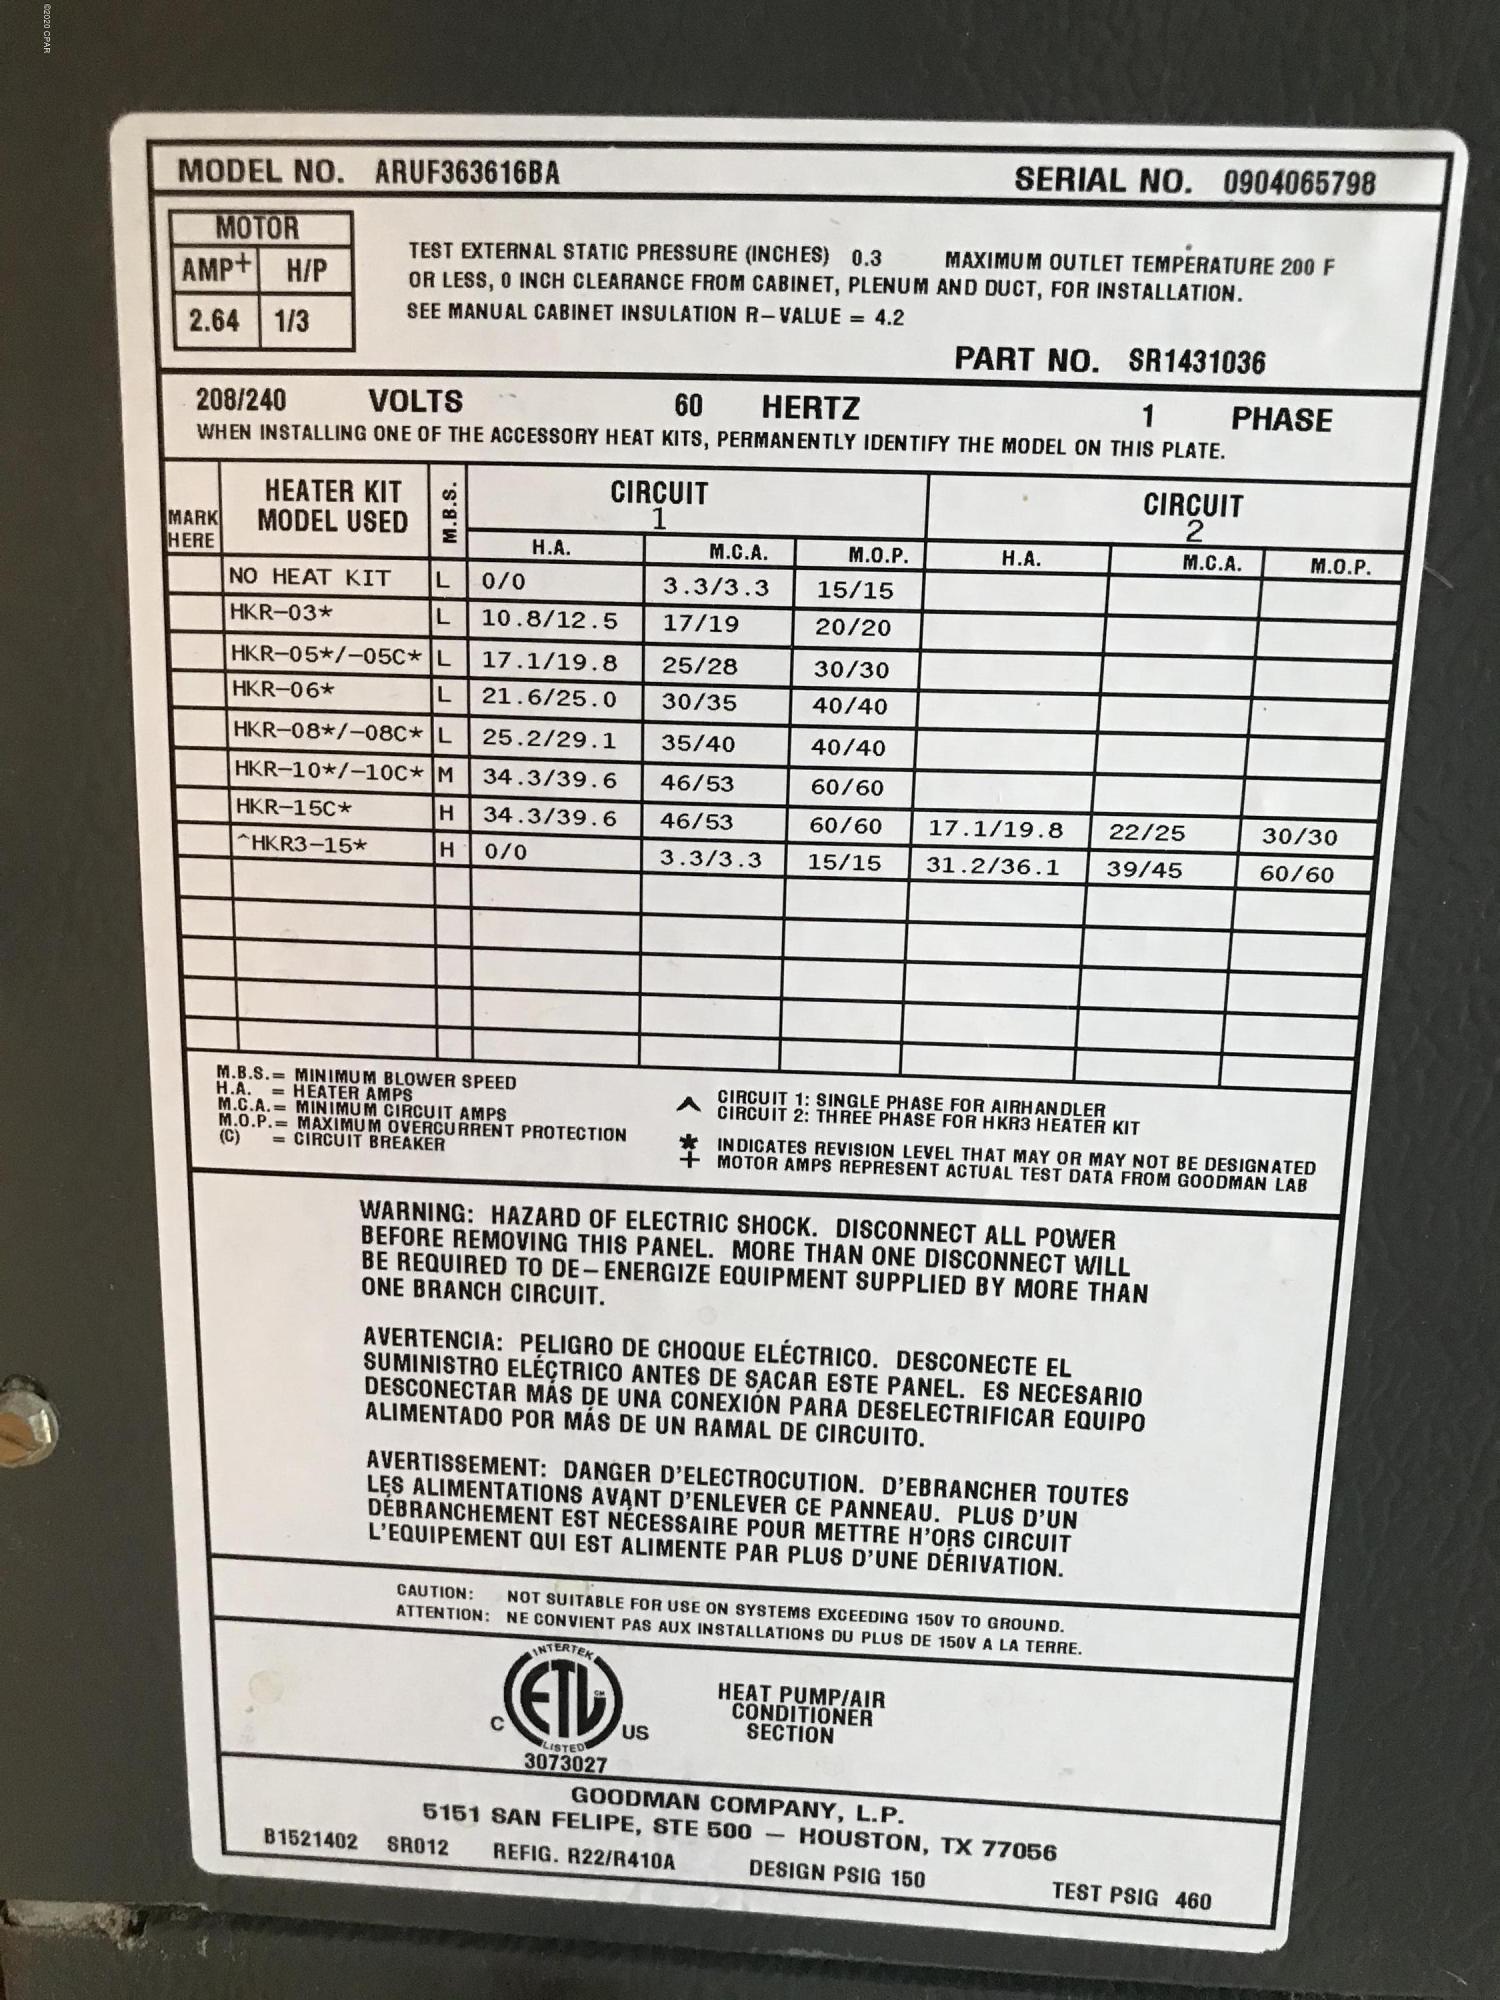 ©2020 CPAR
MODEL NO. ARUF363616BA SERIAL NO. 0904065798
MOTOR
AMP+ H/P
2.64 1/3
TEST EXTERNAL STATIC PRESSURE (INCHES) 0.3 MAXIMUM OUTLET TEMPERATURE 200 F
OR LESS, 0 INCH CLEARANCE FROM CABINET, PLENUM AND DUCT, FOR INSTALLATION.
SEE MANUAL CABINET INSULATION R-VALUE = 4.2
PART NO. SR1431036
208/240 VOLTS 60 HERTZ 1 PHASE
WHEN INSTALLING ONE OF THE ACCESSORY HEAT KITS, PERMANENTLY IDENTIFY THE MODEL ON THIS PLATE.
MARK HERE
HEATER KIT
MODEL USED
M.B.S.
CIRCUIT
1
CIRCUIT
2
H.A. M.C.A. M.O.P. H.A. M.C.A. M.O.P.
NO HEAT KIT L 0/0 3.3/3.3 15/15
HKR-03* L 10.8/12.5 17/19 20/20
HKR-05*/-05C* L 17.1/19.8 25/28 30/30
HKR-06* L 21.6/25.0 30/35 40/40
HKR-08*/-08C* L 25.2/29.1 35/40 40/40
HKR-10*/-10C* M 34.3/39.6 46/53 60/60
HKR-15C* H 34.3/39.6 46/53 60/60 17.1/19.8 22/25 30/30
^HKR3-15* H 0/0 3.3/3.3 15/15 31.2/36.1 39/45 60/60
M.B.S.= MINIMUM BLOWER SPEED
H.A. = HEATER AMPS
M.C.A.= MINIMUM CIRCUIT AMPS
M.O.P.= MAXIMUM OVERCURRENT PROTECTION
(C) = CIRCUIT BREAKER
^ CIRCUIT 1: SINGLE PHASE FOR AIRHANDLER
CIRCUIT 2: THREE PHASE FOR HKR3 HEATER KIT
* INDICATES REVISION LEVEL THAT MAY OR MAY NOT BE DESIGNATED
+ MOTOR AMPS REPRESENT ACTUAL TEST DATA FROM GOODMAN LAB
WARNING: HAZARD OF ELECTRIC SHOCK. DISCONNECT ALL POWER
BEFORE REMOVING THIS PANEL. MORE THAN ONE DISCONNECT WILL
BE REQUIRED TO DE-ENERGIZE EQUIPMENT SUPPLIED BY MORE THAN
ONE BRANCH CIRCUIT.
AVERTENCIA: PELIGRO DE CHOQUE ELÉCTRICO. DESCONECTE EL
SUMINISTRO ELÉCTRICO ANTES DE SACAR ESTE PANEL. ES NECESARIO
DESCONECTAR MÁS DE UNA CONEXIÓN PARA DESELECTRIFICAR EQUIPO
ALIMENTADO POR MÁS DE UN RAMAL DE CIRCUITO.
AVERTISSEMENT: DANGER D'ELECTROCUTION. D'EBRANCHER TOUTES
LES ALIMENTATIONS AVANT D'ENLEVER CE PANNEAU. PLUS D'UN
DÉBRANCHEMENT EST NÉCESSAIRE POUR METTRE H'ORS CIRCUIT
L'EQUIPEMENT QUI EST ALIMENTE PAR PLUS D'UNE DÉRIVATION.
CAUTION: NOT SUITABLE FOR USE ON SYSTEMS EXCEEDING 150V TO GROUND.
ATTENTION: NE CONVIENT PAS AUX INSTALLATIONS DU PLUS DE 150V A LA TERRE.
INTERTEK
ETL CM
C US
LISTED
3073027
HEAT PUMP/AIR
CONDITIONER
SECTION
GOODMAN COMPANY, L.P.
5151 SAN FELIPE, STE 500 - HOUSTON, TX 77056
B1521402 SR012 REFIG. R22/R410A DESIGN PSIG 150 TEST PSIG 460